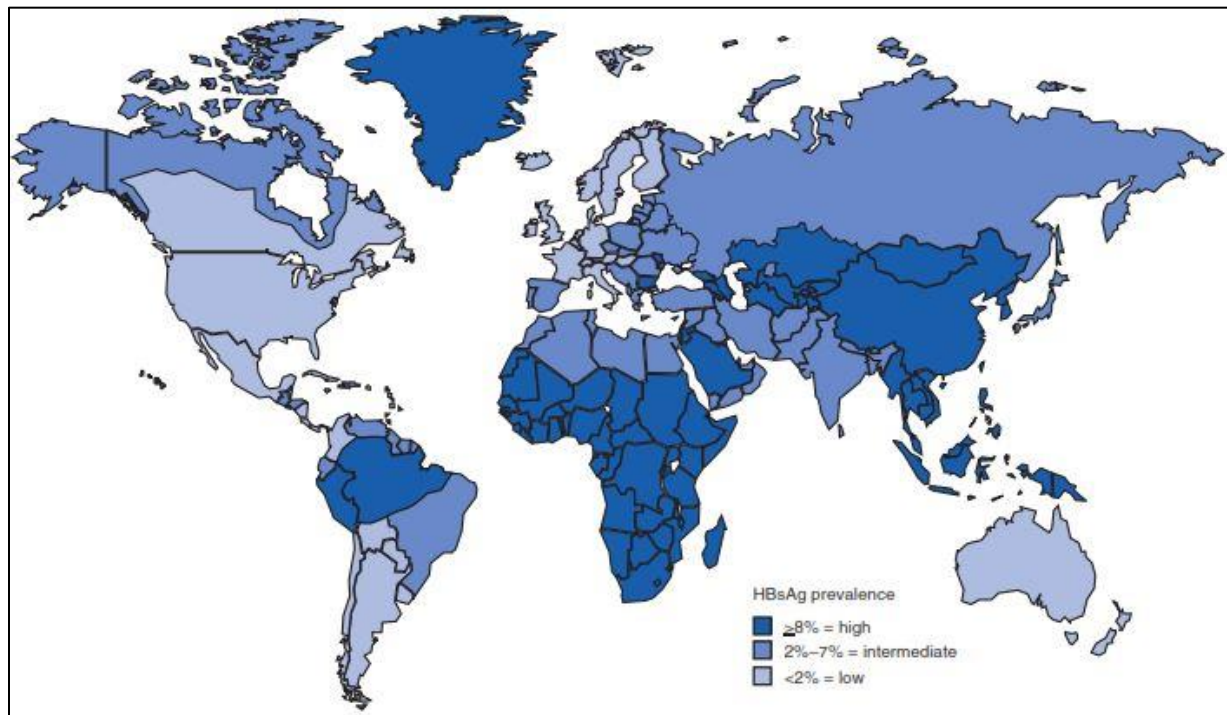 HBsAg prevalence
≥8% = high
2%–7% = intermediate
<2% = low